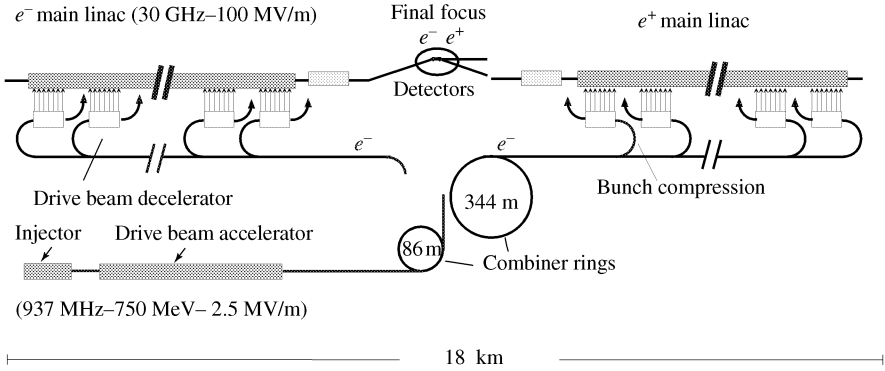 e⁻ main linac (30 GHz–100 MV/m)
Final focus
e⁺ main linac
e⁻ e⁺
Detectors
e⁻
e⁻
Drive beam decelerator
Bunch compression
344 m
Injector
Drive beam accelerator
86 m
Combiner rings
(937 MHz–750 MeV– 2.5 MV/m)
18 km